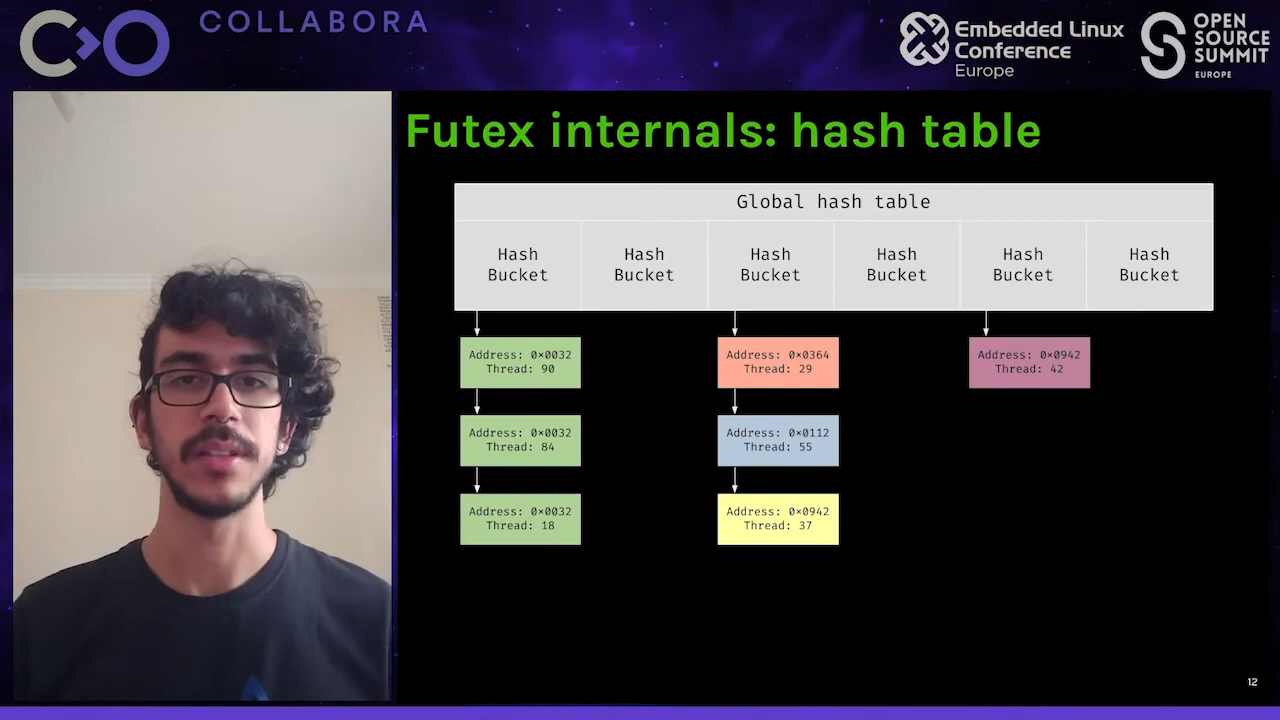 COLLABORA
Embedded Linux
Conference
Europe
OPEN
SOURCE
SUMMIT
EUROPE
Futex internals: hash table
Global hash table
Hash
Bucket
Hash
Bucket
Hash
Bucket
Hash
Bucket
Hash
Bucket
Hash
Bucket
Address: 0×0032
Thread: 90
Address: 0×0364
Thread: 29
Address: 0×0942
Thread: 42
Address: 0×0032
Thread: 84
Address: 0×0112
Thread: 55
Address: 0×0032
Thread: 18
Address: 0×0942
Thread: 37
12